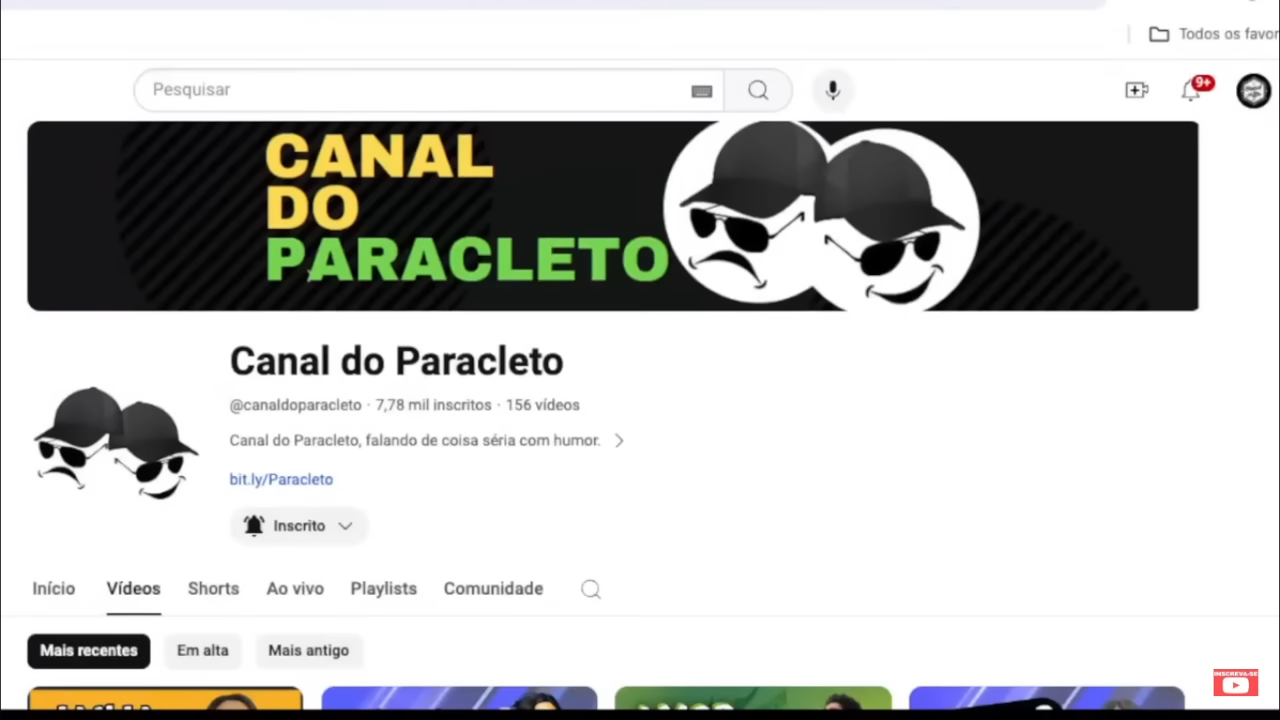 Todos os favor
Pesquisar
9+
CANAL
DO
PARACLETO
Canal do Paracleto
@canaldoparacleto · 7,78 mil inscritos · 156 vídeos
Canal do Paracleto, falando de coisa séria com humor.
bit.ly/Paracleto
Inscrito
Início Vídeos Shorts Ao vivo Playlists Comunidade
Mais recentes Em alta Mais antigo
INSCREVA-SE